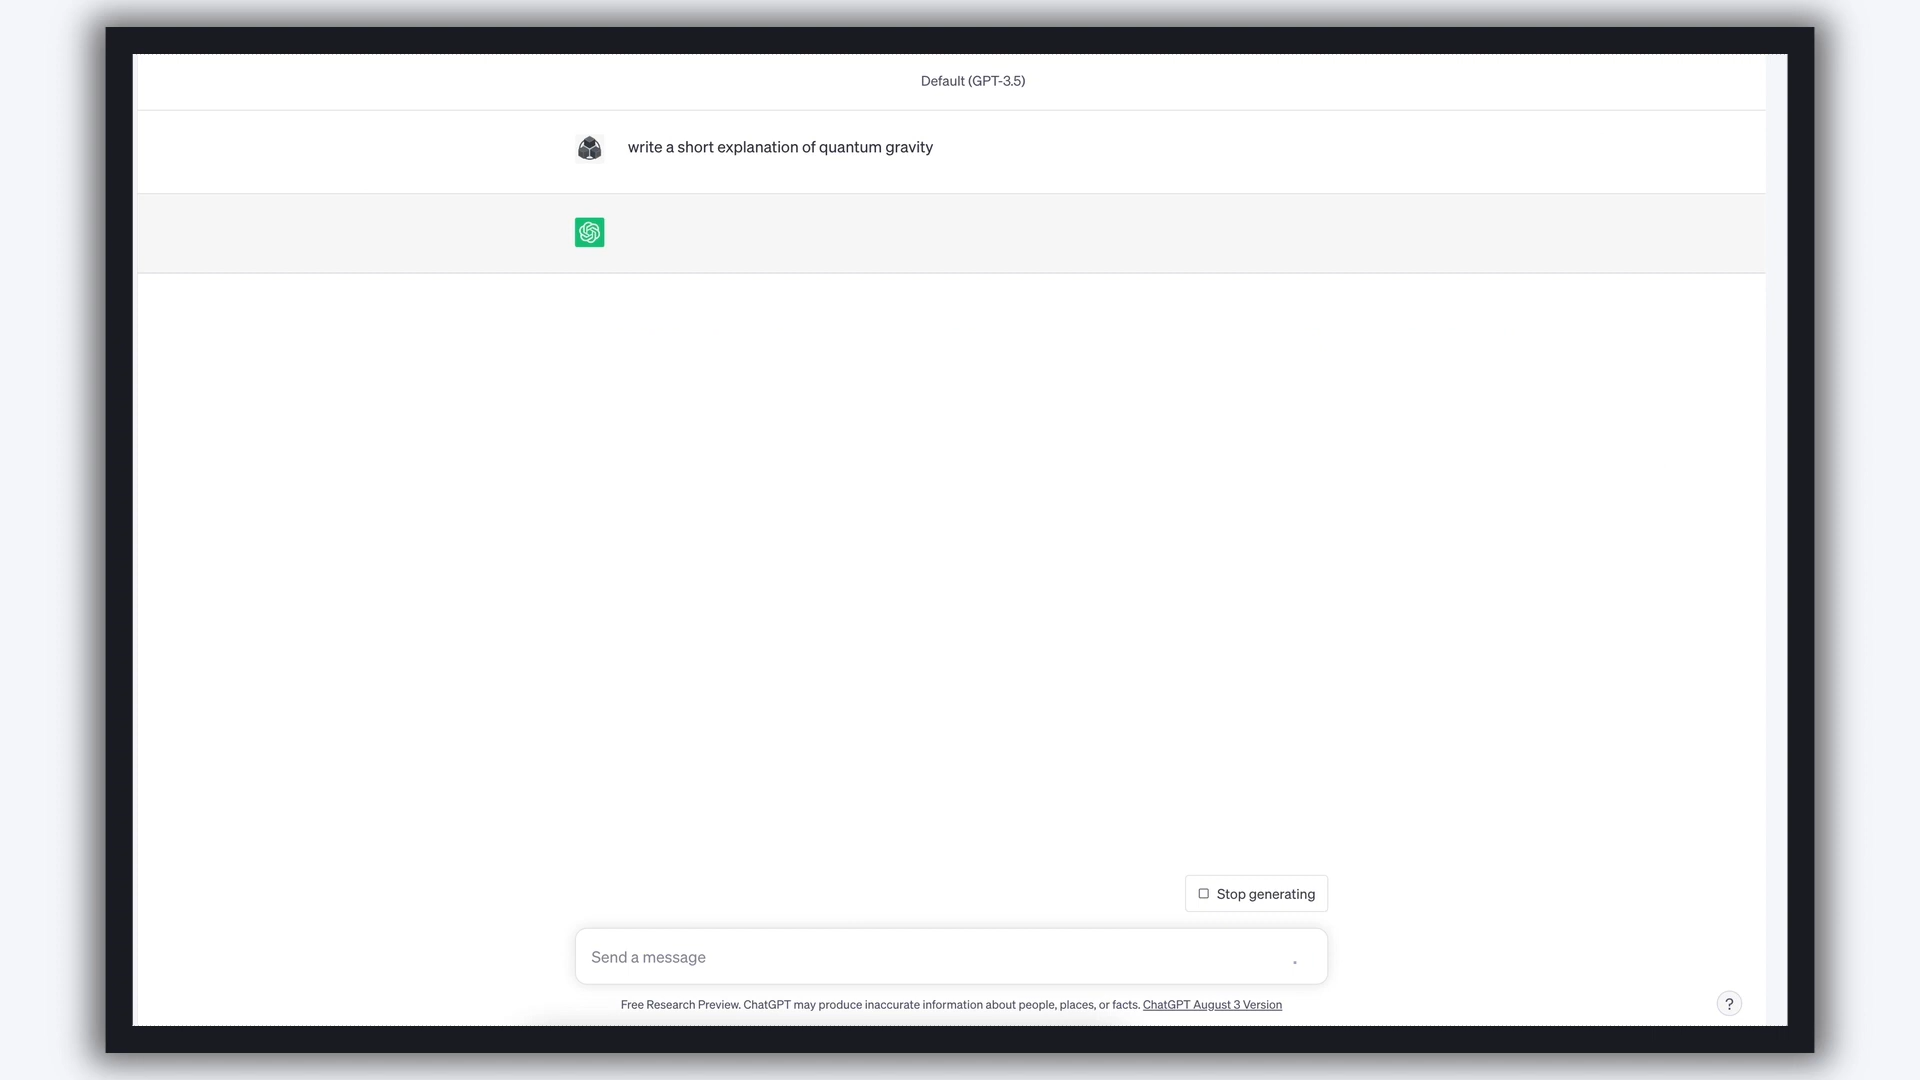 Default (GPT-3.5)
write a short explanation of quantum gravity
Stop generating
Send a message
Free Research Preview. ChatGPT may produce inaccurate information about people, places, or facts. ChatGPT August 3 Version
?